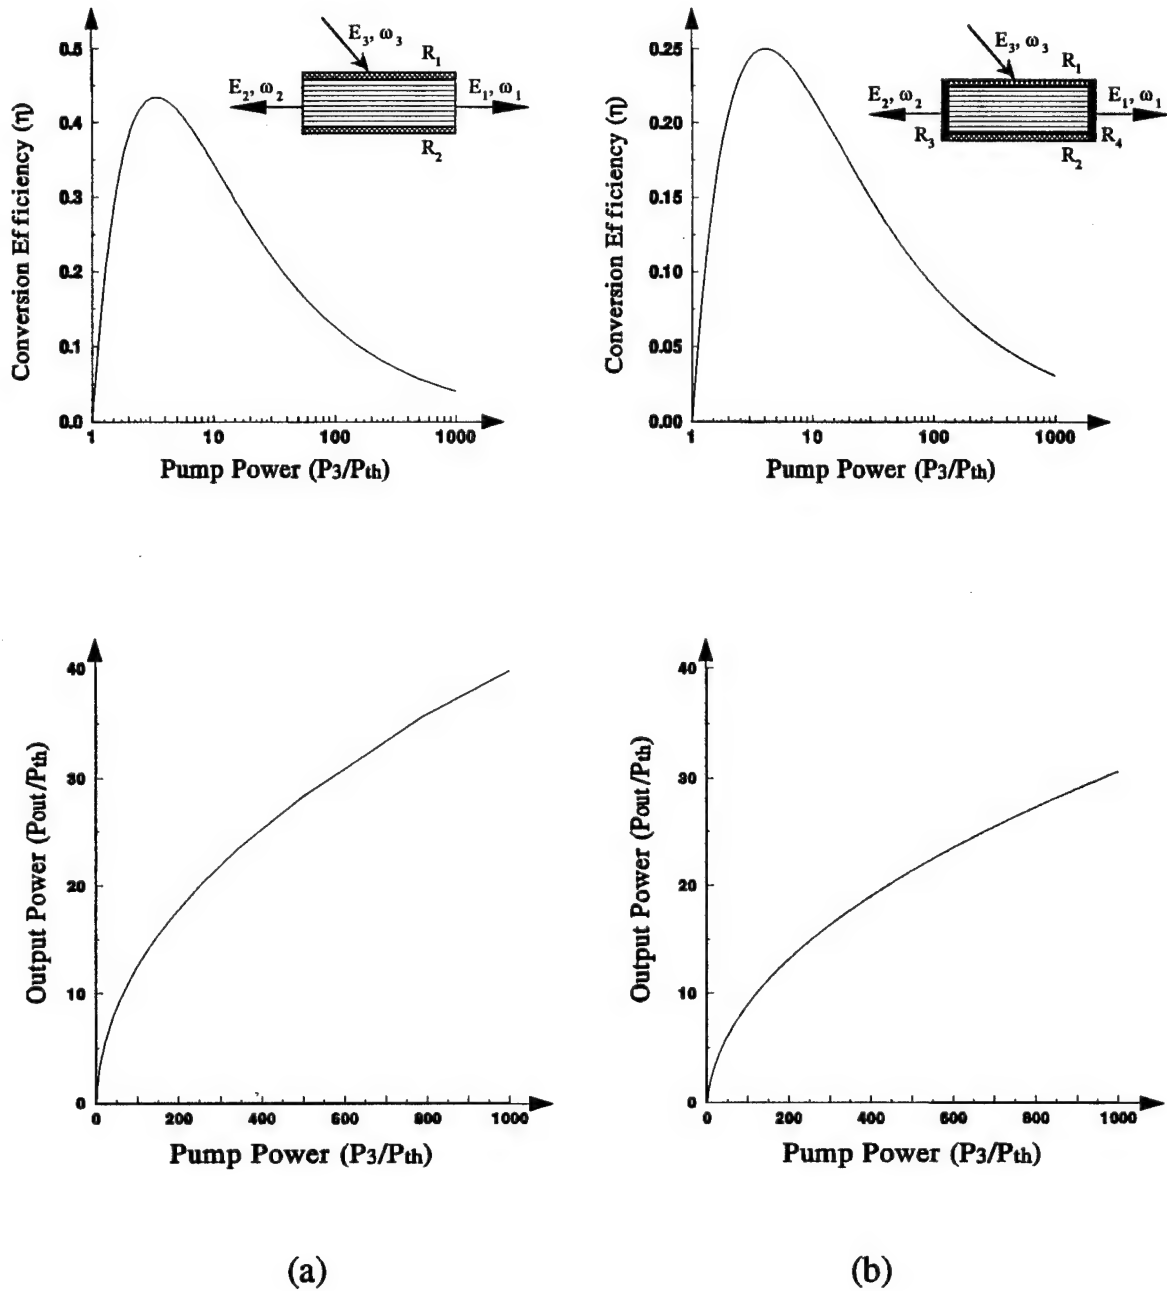 Conversion Efficiency (η)
0.5
0.4
0.3
0.2
0.1
0.0
E3, ω3
R1
E2, ω2
E1, ω1
R2
1 10 100 1000
Pump Power (P3/Pth)
Conversion Efficiency (η)
0.25
0.20
0.15
0.10
0.05
0.00
E3, ω3
R1
E2, ω2
E1, ω1
R3
R4
R2
1 10 100 1000
Pump Power (P3/Pth)
Output Power (Pout/Pth)
40
30
20
10
0
0 200 400 600 800 1000
Pump Power (P3/Pth)
Output Power (Pout/Pth)
40
30
20
10
0
0 200 400 600 800 1000
Pump Power (P3/Pth)
(a)
(b)